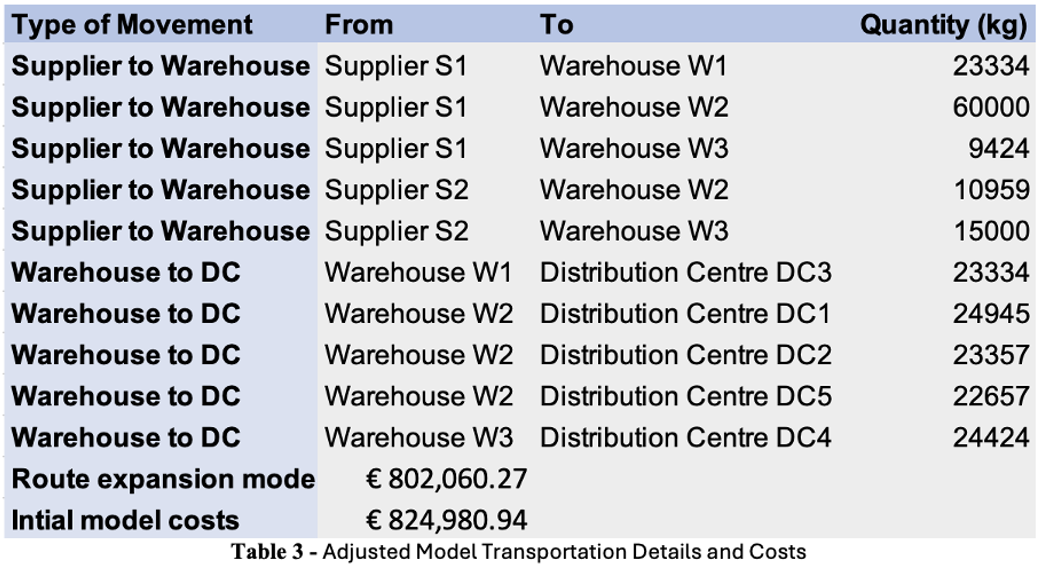 Type of Movement From To Quantity (kg)
Supplier to Warehouse Supplier S1 Warehouse W1 23334
Supplier to Warehouse Supplier S1 Warehouse W2 60000
Supplier to Warehouse Supplier S1 Warehouse W3 9424
Supplier to Warehouse Supplier S2 Warehouse W2 10959
Supplier to Warehouse Supplier S2 Warehouse W3 15000
Warehouse to DC Warehouse W1 Distribution Centre DC3 23334
Warehouse to DC Warehouse W2 Distribution Centre DC1 24945
Warehouse to DC Warehouse W2 Distribution Centre DC2 23357
Warehouse to DC Warehouse W2 Distribution Centre DC5 22657
Warehouse to DC Warehouse W3 Distribution Centre DC4 24424
Route expansion mode € 802,060.27
Intial model costs € 824,980.94
Table 3 - Adjusted Model Transportation Details and Costs